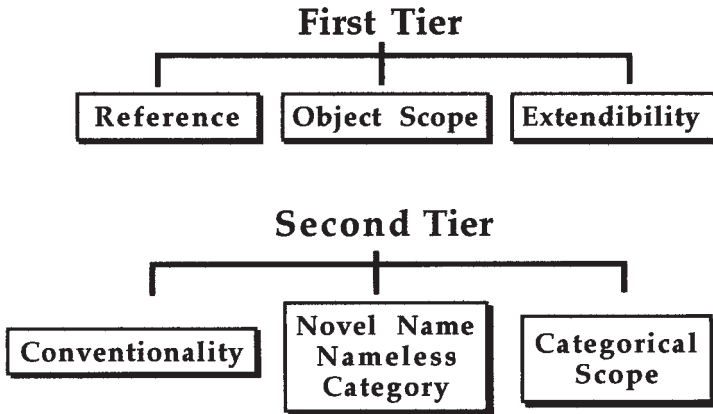 First Tier
Reference
Object Scope
Extendibility
Second Tier
Conventionality
Novel Name
Nameless
Category
Categorical
Scope